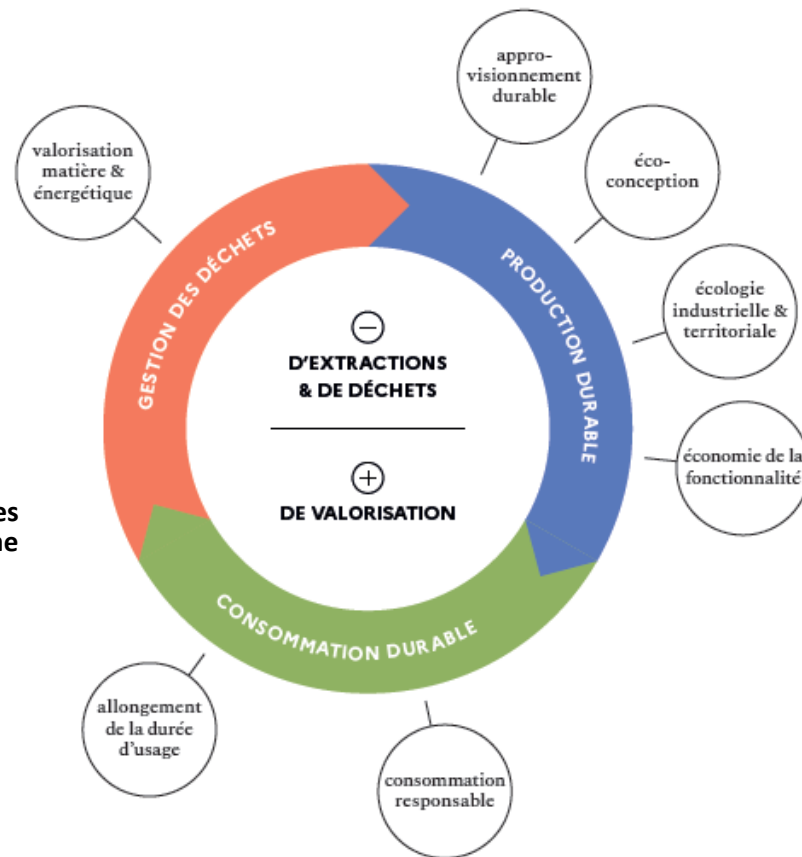 appro-
visionnement
durable
valorisation
matière &
énergétique
éco-
conception
GESTION DES DÉCHETS
PRODUCTION DURABLE
écologie
industrielle &
territoriale
−
D'EXTRACTIONS
& DE DÉCHETS
+
DE VALORISATION
économie de la
fonctionnalité
CONSOMMATION DURABLE
allongement
de la durée
d'usage
consommation
responsable